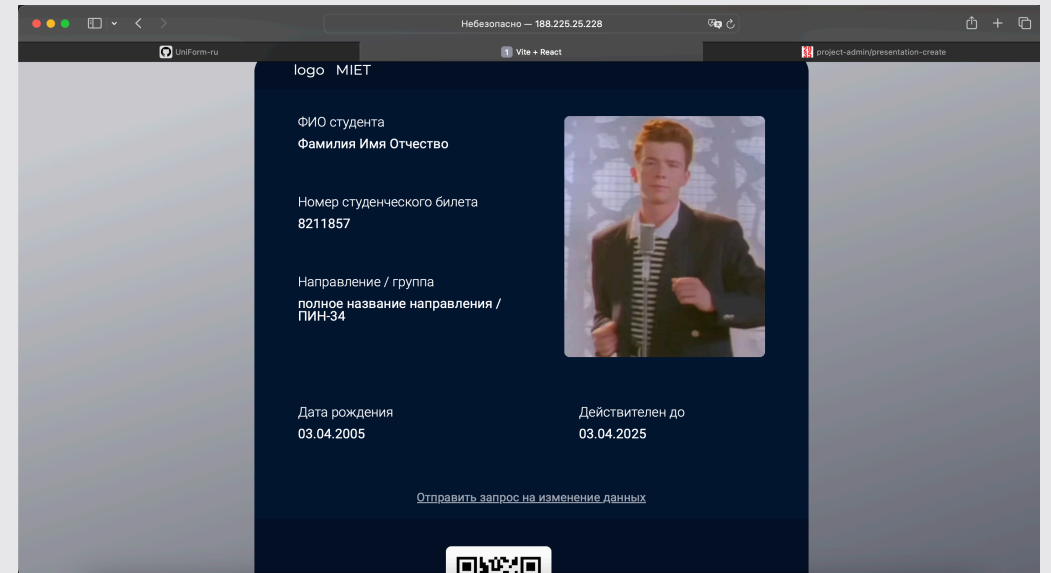 Небезопасно — 188.225.25.228
UniForm-ru
1 Vite + React
project-admin/presentation-create
logo MIET
ФИО студента
Фамилия Имя Отчество
Номер студенческого билета
8211857
Направление / группа
полное название направления /
ПИН-34
Дата рождения
03.04.2005
Действителен до
03.04.2025
Отправить запрос на изменение данных